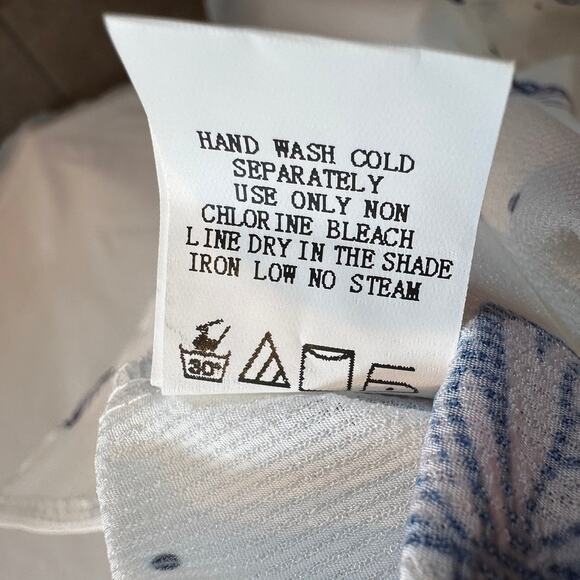 HAND WASH COLD
SEPARATELY
USE ONLY NON
CHLORINE BLEACH
LINE DRY IN THE SHADE
IRON LOW NO STEAM
30°